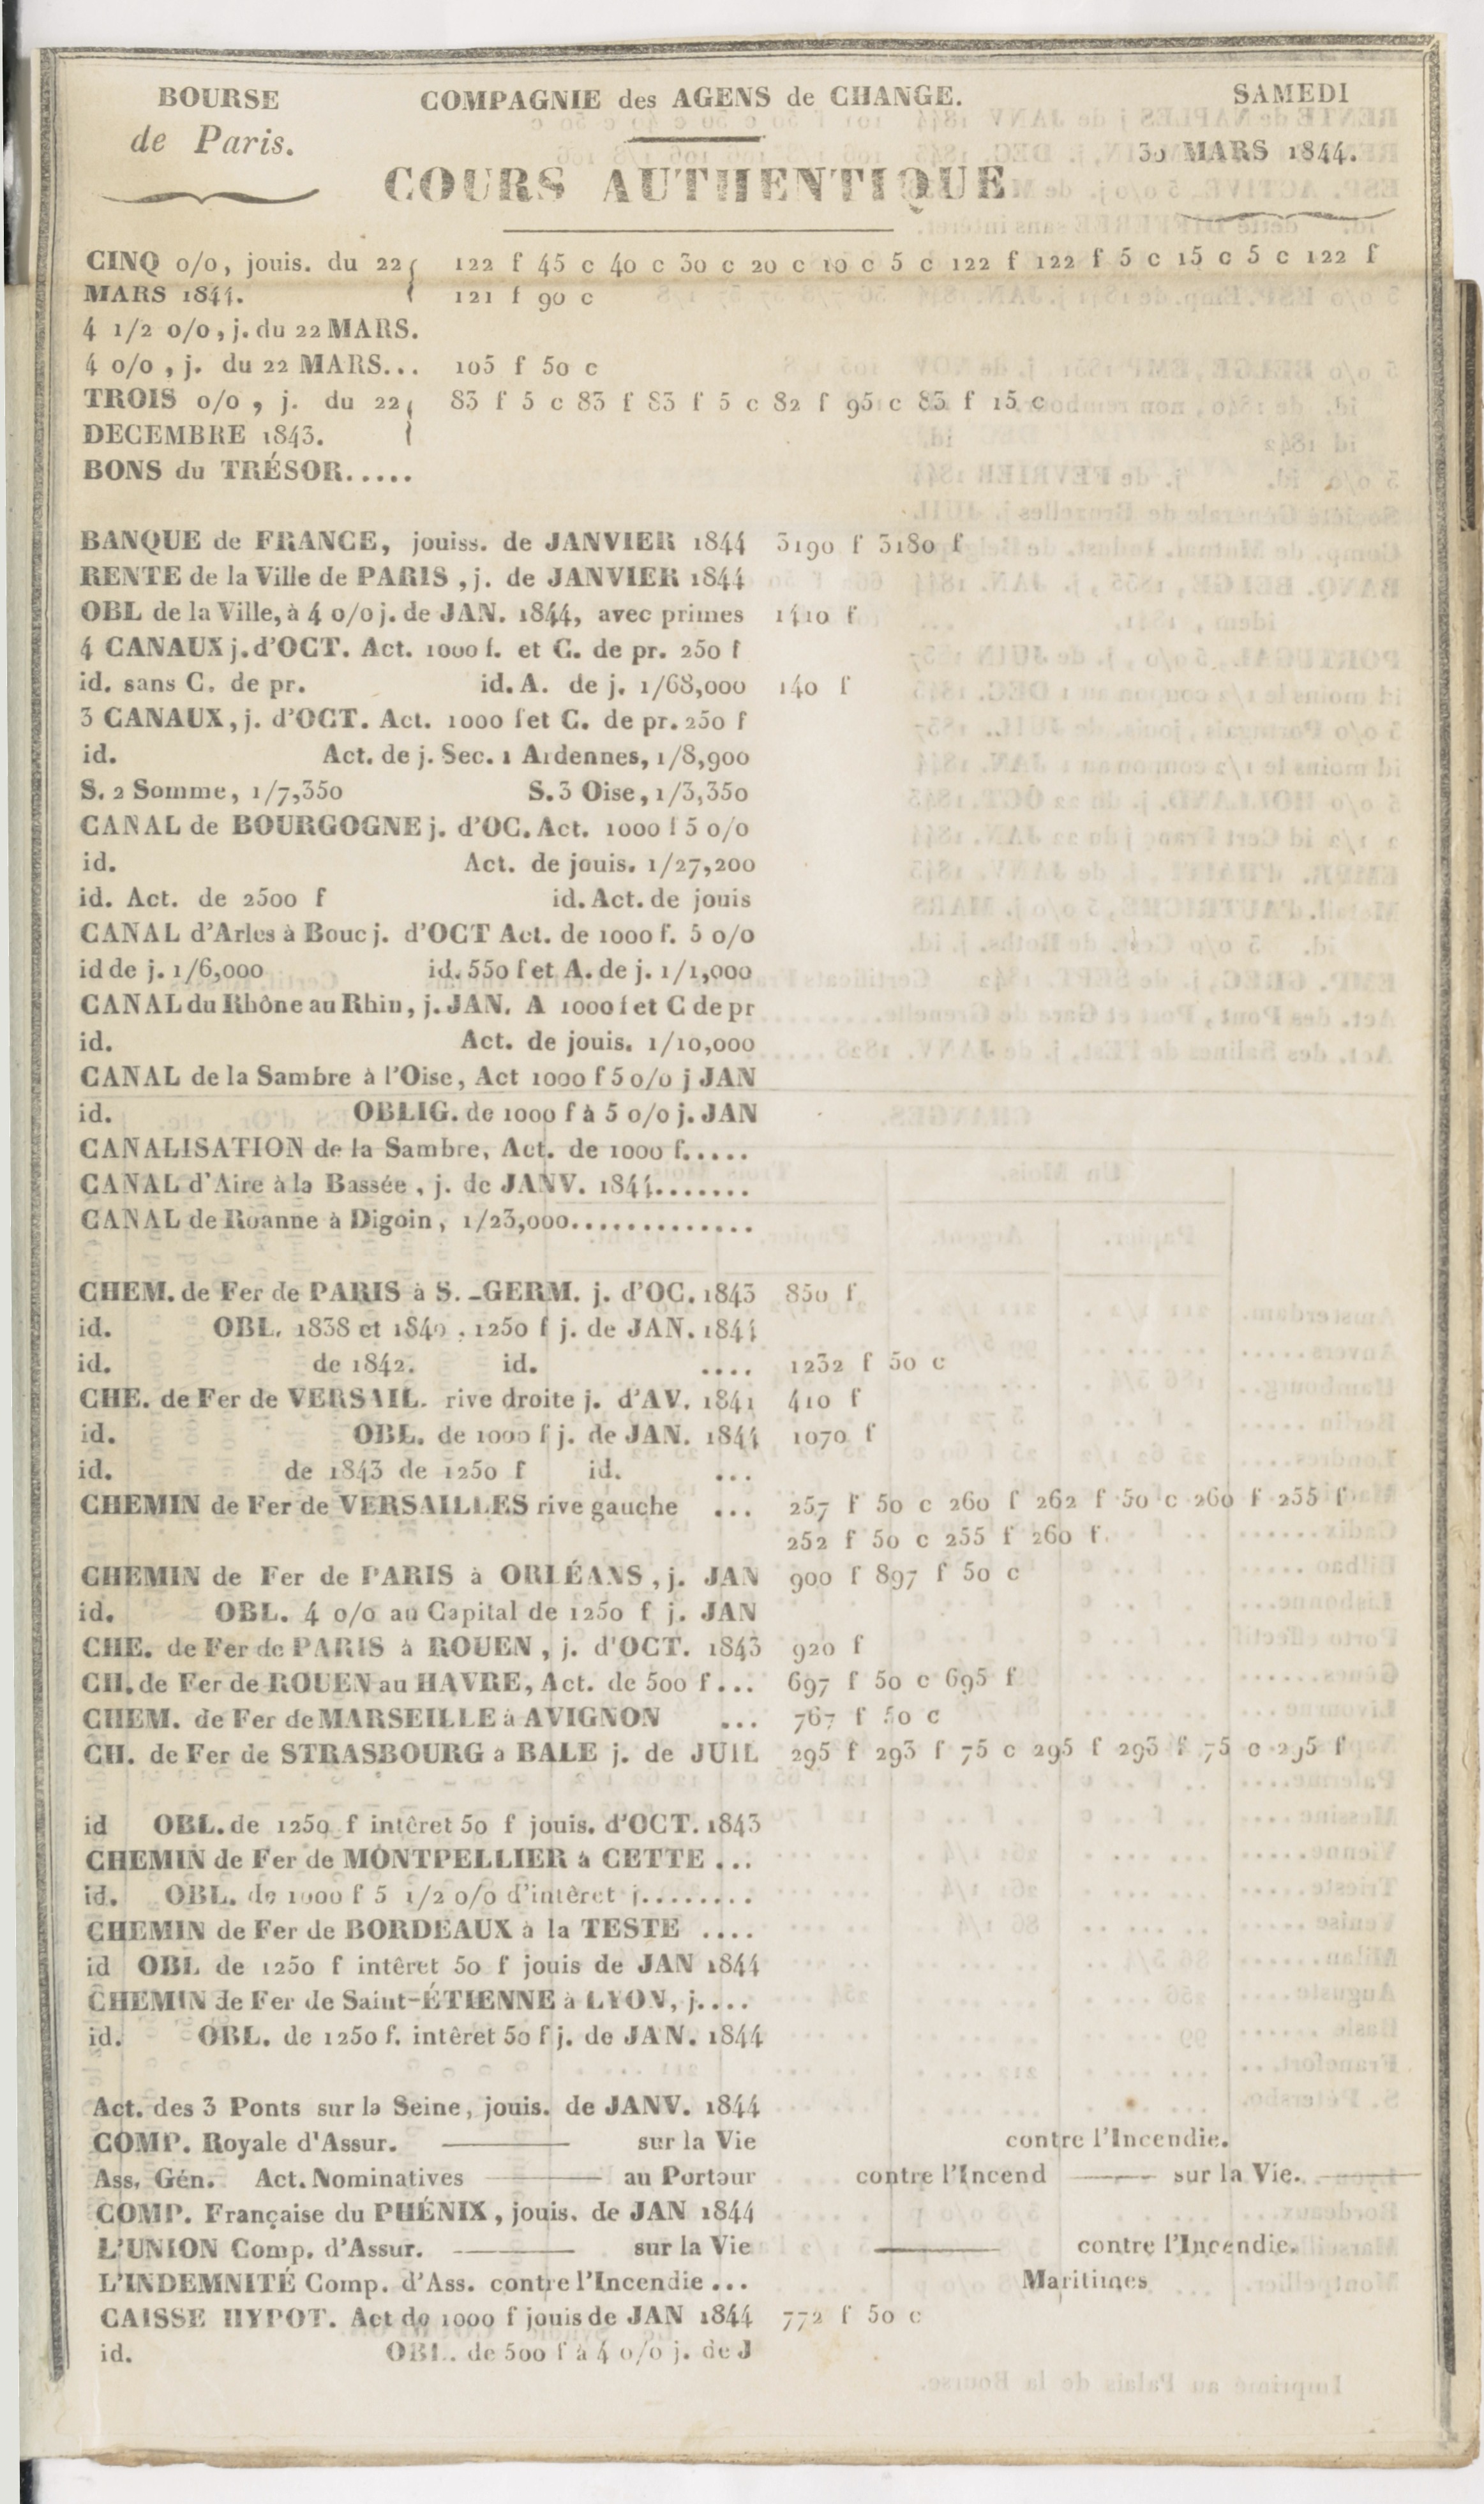 BOURSE
de Paris.
COMPAGNIE des AGENS de CHANGE.
COURS AUTHENTIQUE
SAMEDI
30 MARS 1844.
CINQ o/o, jouis. du 22 { 122 f 45 c 40 c 30 c 20 c 10 c 5 c 122 f 122 f 5 c 15 c 5 c 122 f
MARS 1844. 121 f 90 c
4 1/2 o/o, j. du 22 MARS.
4 o/o, j. du 22 MARS... 105 f 50 c
TROIS o/o, j. du 22 { 83 f 5 c 83 f 83 f 5 c 82 f 95 c 83 f 15 c
DECEMBRE 1843.
BONS du TRÉSOR.....
BANQUE de FRANCE, jouiss. de JANVIER 1844 3190 f 3180 f
RENTE de la Ville de PARIS, j. de JANVIER 1844
OBL de la Ville, à 4 o/o j. de JAN. 1844, avec primes 1410 f
4 CANAUX j. d'OCT. Act. 1000 f. et C. de pr. 250 f
id. sans C. de pr. id. A. de j. 1/68,000 140 f
3 CANAUX, j. d'OCT. Act. 1000 f et C. de pr. 250 f
id. Act. de j. Sec. 1 Ardennes, 1/8,900
S. 2 Somme, 1/7,350 S. 3 Oise, 1/3,350
CANAL de BOURGOGNE j. d'OC. Act. 1000 f 5 o/o
id. Act. de jouis. 1/27,200
id. Act. de 2500 f id. Act. de jouis
CANAL d'Arles à Bouc j. d'OCT Act. de 1000 f. 5 o/o
id de j. 1/6,000 id. 550 f et A. de j. 1/1,000
CANAL du Rhône au Rhin, j. JAN. A 1000 f et C de pr
id. Act. de jouis. 1/10,000
CANAL de la Sambre à l'Oise, Act 1000 f 5 o/o j JAN
id. OBLIG. de 1000 f à 5 o/o j. JAN
CANALISATION de la Sambre, Act. de 1000 f.....
CANAL d'Aire à la Bassée, j. de JANV. 1844.......
CANAL de Roanne à Digoin, 1/23,000.............
CHEM. de Fer de PARIS à S.-GERM. j. d'OC. 1843 850 f
id. OBL. 1838 et 1840, 1250 f j. de JAN. 1844
id. de 1842. id. .... 1232 f 50 c
CHE. de Fer de VERSAIL. rive droite j. d'AV. 1841 410 f
id. OBL. de 1000 f j. de JAN. 1844 1070 f
id. de 1843 de 1250 f id. ...
CHEMIN de Fer de VERSAILLES rive gauche ... 257 f 50 c 260 f 262 f 50 c 260 f 255 f
252 f 50 c 255 f 260 f.
CHEMIN de Fer de PARIS à ORLÉANS, j. JAN 900 f 897 f 50 c
id. OBL. 4 o/o au Capital de 1250 f j. JAN
CHE. de Fer de PARIS à ROUEN, j. d'OCT. 1843 920 f
CH. de Fer de ROUEN au HAVRE, Act. de 500 f... 697 f 50 c 695 f
CHEM. de Fer de MARSEILLE à AVIGNON ... 767 f 50 c
CH. de Fer de STRASBOURG a BALE j. de JUIL 295 f 293 f 75 c 295 f 293 f 75 c 295 f
id OBL. de 1250 f intêret 50 f jouis. d'OCT. 1843
CHEMIN de Fer de MONTPELLIER à CETTE ...
id. OBL. de 1000 f 5 1/2 o/o d'intêret j........
CHEMIN de Fer de BORDEAUX à la TESTE ....
id OBL de 1250 f intêret 50 f jouis de JAN 1844
CHEMIN de Fer de Saint-ÉTIENNE à LYON, j....
id. OBL. de 1250 f. intêret 50 f j. de JAN. 1844
Act. des 3 Ponts sur la Seine, jouis. de JANV. 1844
COMP. Royale d'Assur. ——— sur la Vie contre l'Incendie.
Ass. Gén. Act. Nominatives ——— au Porteur contre l'Incend ——— sur la Vie. ———
COMP. Française du PHÉNIX, jouis. de JAN 1844
L'UNION Comp. d'Assur. ——— sur la Vie ——— contre l'Incendie.
L'INDEMNITÉ Comp. d'Ass. contre l'Incendie ... Maritimes
CAISSE HYPOT. Act de 1000 f jouis de JAN 1844 772 f 50 c
id. OBL. de 500 f à 4 o/o j. de J